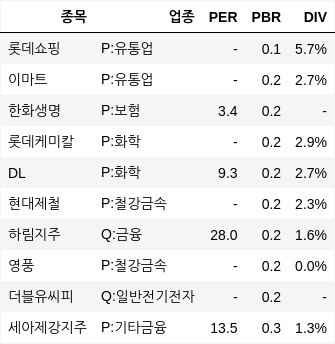 종목 업종 PER PBR DIV
롯데쇼핑 P:유통업 - 0.1 5.7%
이마트 P:유통업 - 0.2 2.7%
한화생명 P:보험 3.4 0.2 -
롯데케미칼 P:화학 - 0.2 2.9%
DL P:화학 9.3 0.2 2.7%
현대제철 P:철강금속 - 0.2 2.3%
하림지주 Q:금융 28.0 0.2 1.6%
영풍 P:철강금속 - 0.2 0.0%
더블유씨피 Q:일반전기전자 - 0.2 -
세아제강지주 P:기타금융 13.5 0.3 1.3%